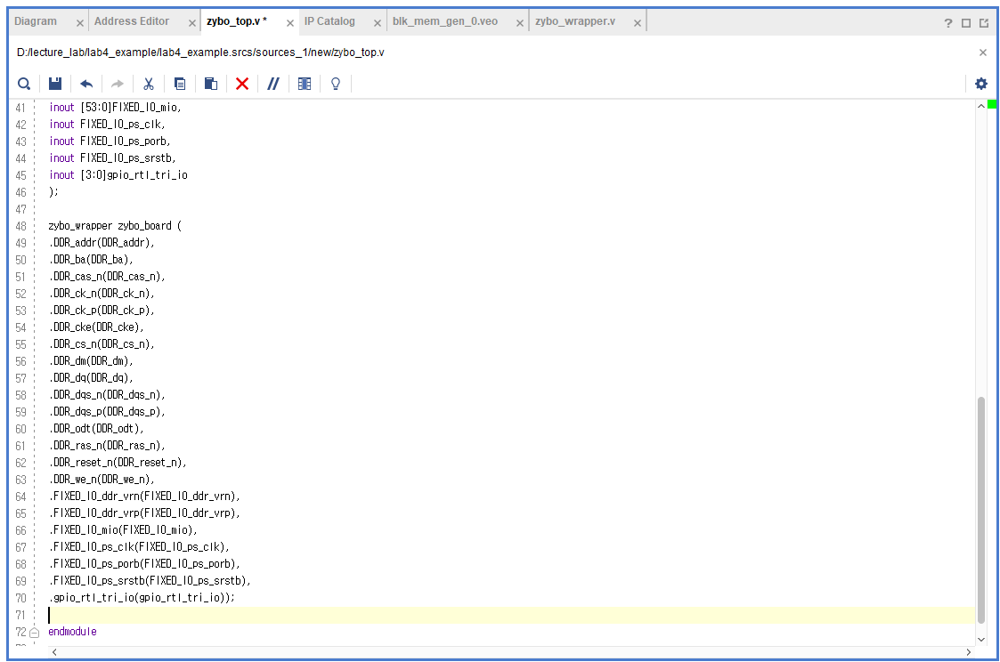 Diagram Address Editor zybo_top.v * IP Catalog blk_mem_gen_0.veo zybo_wrapper.v
D:/lecture_lab/lab4_example/lab4_example.srcs/sources_1/new/zybo_top.v
41 inout [53:0]FIXED_IO_mio,
42 inout FIXED_IO_ps_clk,
43 inout FIXED_IO_ps_porb,
44 inout FIXED_IO_ps_srstb,
45 inout [3:0]gpio_rtl_tri_io
46 );
47
48 zybo_wrapper zybo_board (
49 .DDR_addr(DDR_addr),
50 .DDR_ba(DDR_ba),
51 .DDR_cas_n(DDR_cas_n),
52 .DDR_ck_n(DDR_ck_n),
53 .DDR_ck_p(DDR_ck_p),
54 .DDR_cke(DDR_cke),
55 .DDR_cs_n(DDR_cs_n),
56 .DDR_dm(DDR_dm),
57 .DDR_dq(DDR_dq),
58 .DDR_dqs_n(DDR_dqs_n),
59 .DDR_dqs_p(DDR_dqs_p),
60 .DDR_odt(DDR_odt),
61 .DDR_ras_n(DDR_ras_n),
62 .DDR_reset_n(DDR_reset_n),
63 .DDR_we_n(DDR_we_n),
64 .FIXED_IO_ddr_vrn(FIXED_IO_ddr_vrn),
65 .FIXED_IO_ddr_vrp(FIXED_IO_ddr_vrp),
66 .FIXED_IO_mio(FIXED_IO_mio),
67 .FIXED_IO_ps_clk(FIXED_IO_ps_clk),
68 .FIXED_IO_ps_porb(FIXED_IO_ps_porb),
69 .FIXED_IO_ps_srstb(FIXED_IO_ps_srstb),
70 .gpio_rtl_tri_io(gpio_rtl_tri_io));
71
72 endmodule